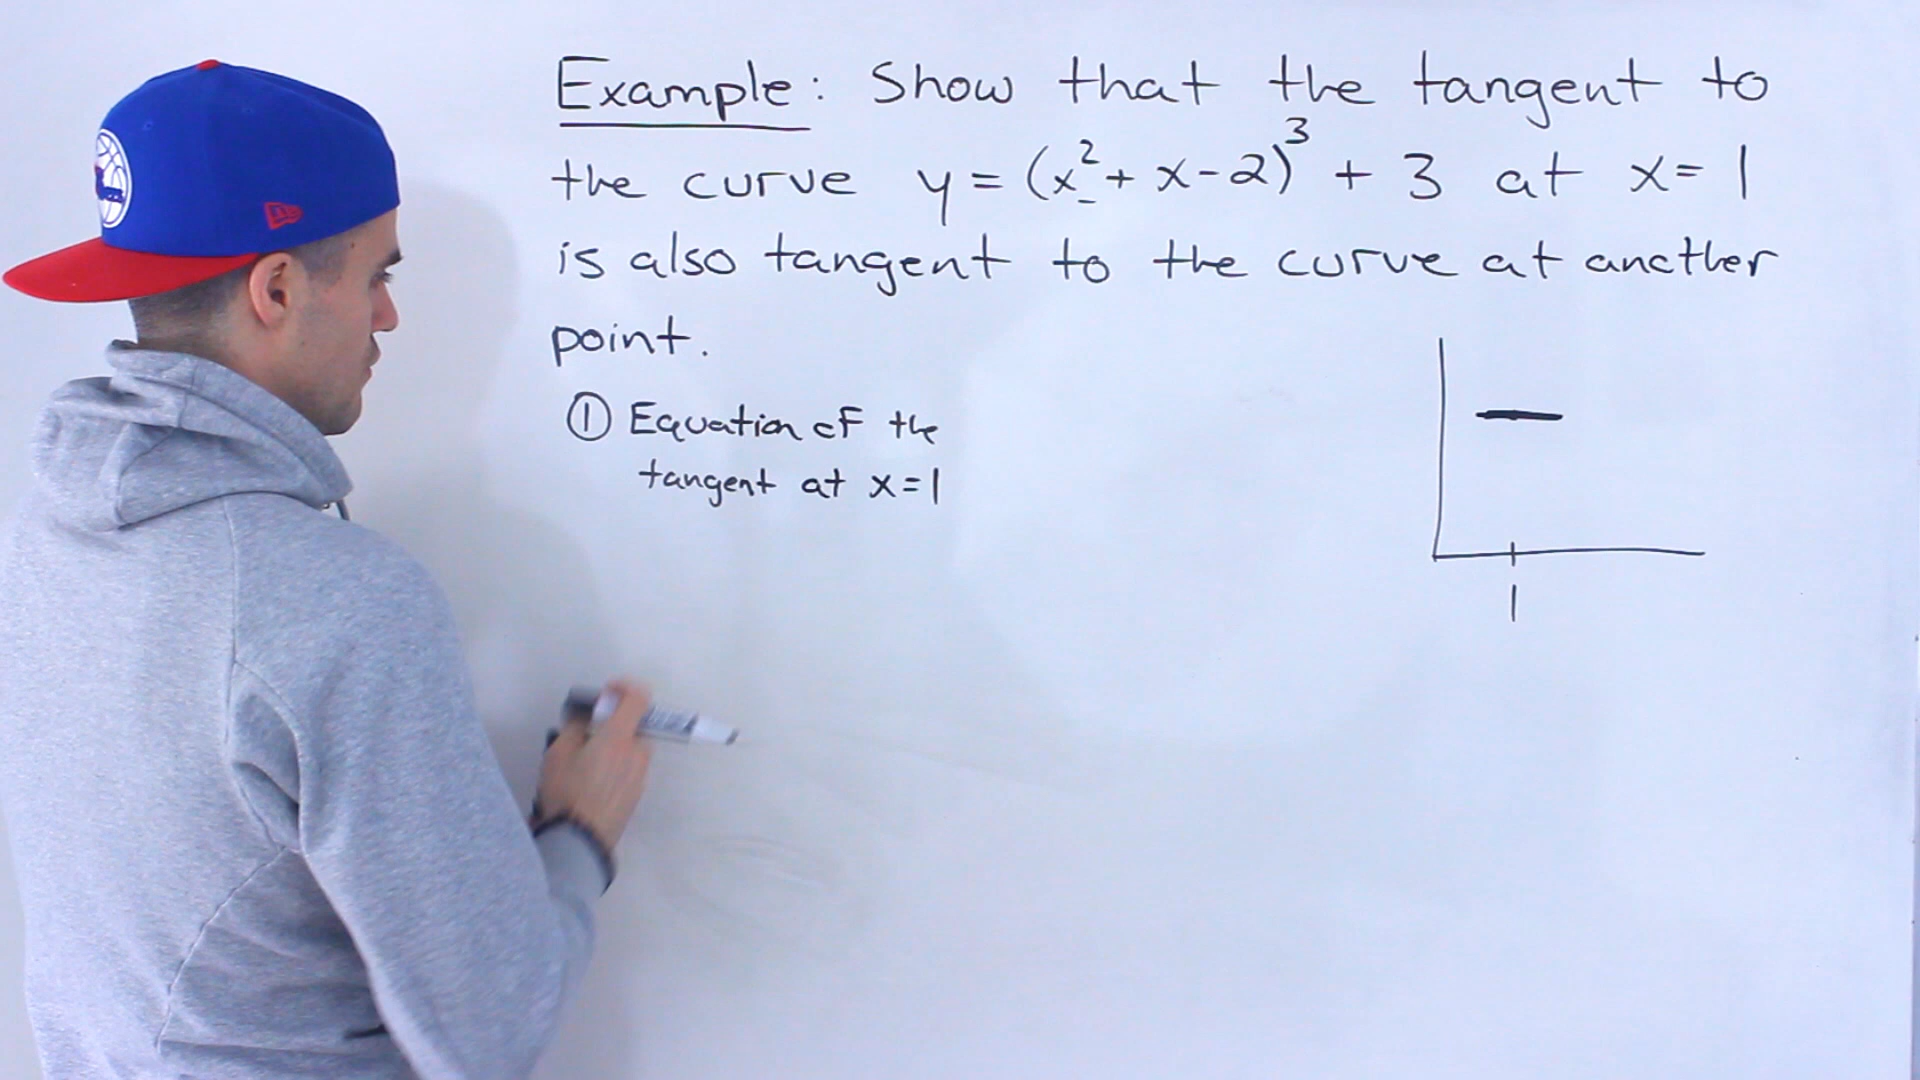 Example: Show that the tangent to
the curve y = (x² + x - 2)³ + 3 at x = 1
is also tangent to the curve at another
point.
① Equation of the
tangent at x = 1
1